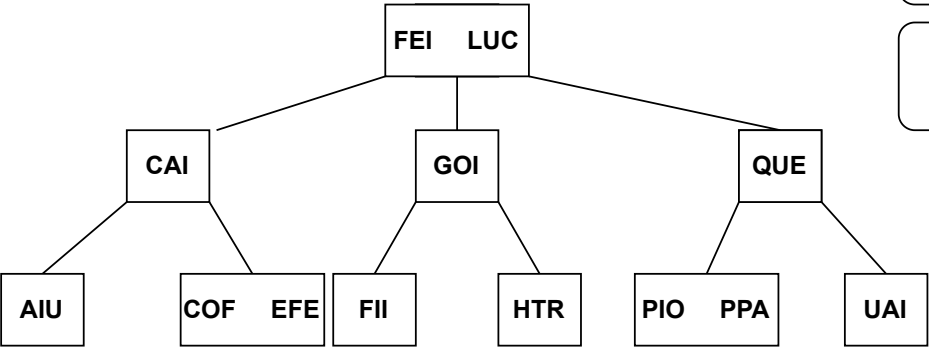 FEI LUC
CAI GOI QUE
AIU COF EFE FII HTR PIO PPA UAI